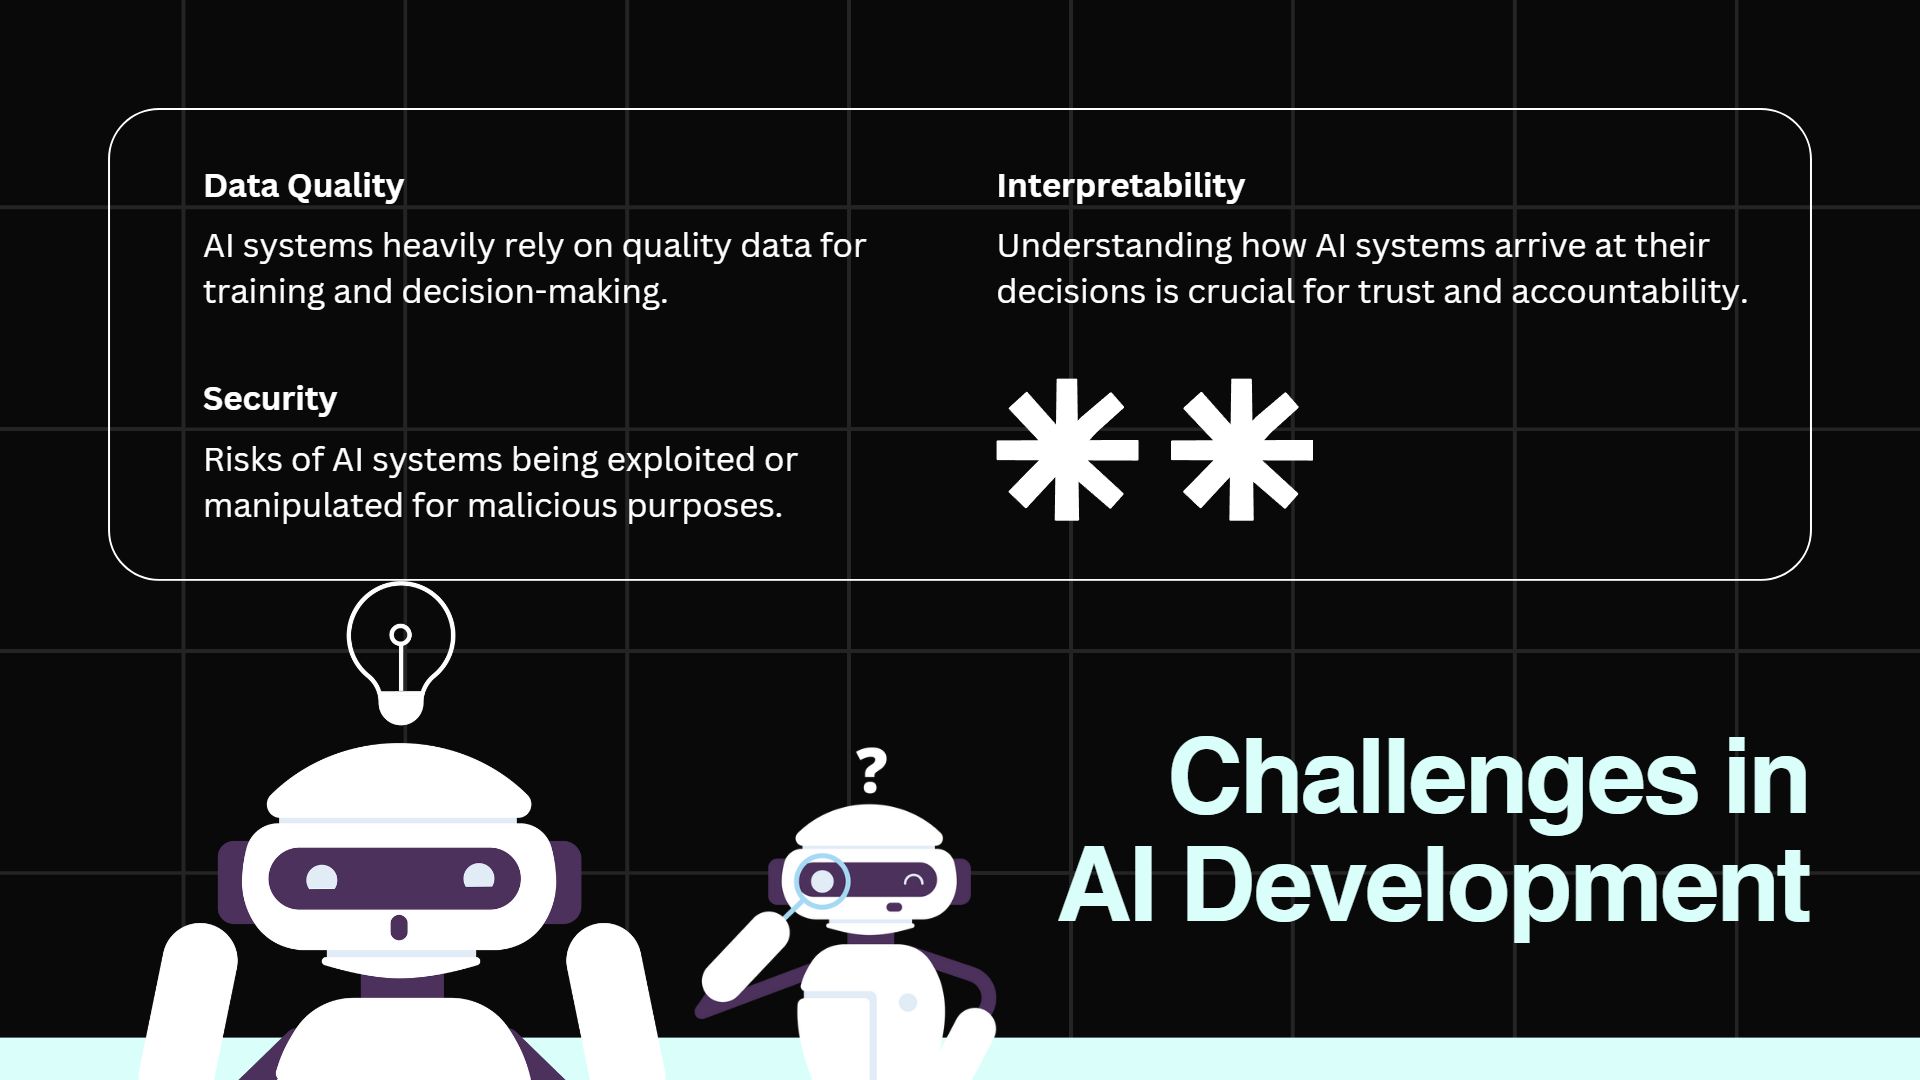 Data Quality
AI systems heavily rely on quality data for
training and decision-making.
Security
Risks of AI systems being exploited or
manipulated for malicious purposes.
Interpretability
Understanding how AI systems arrive at their
decisions is crucial for trust and accountability.
?
Challenges in
AI Development